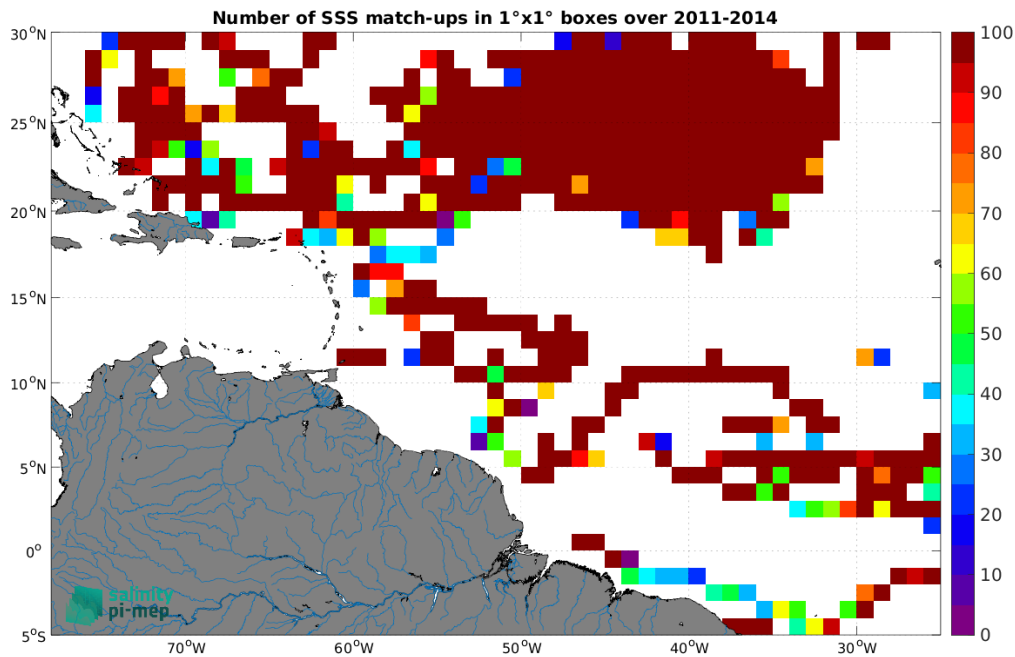 Number of SSS match-ups in 1°x1° boxes over 2011-2014
30°N
25°N
20°N
15°N
10°N
5°N
0°
5°S
70°W
60°W
50°W
40°W
30°W
100
90
80
70
60
50
40
30
20
10
0
salinity
pi-mep